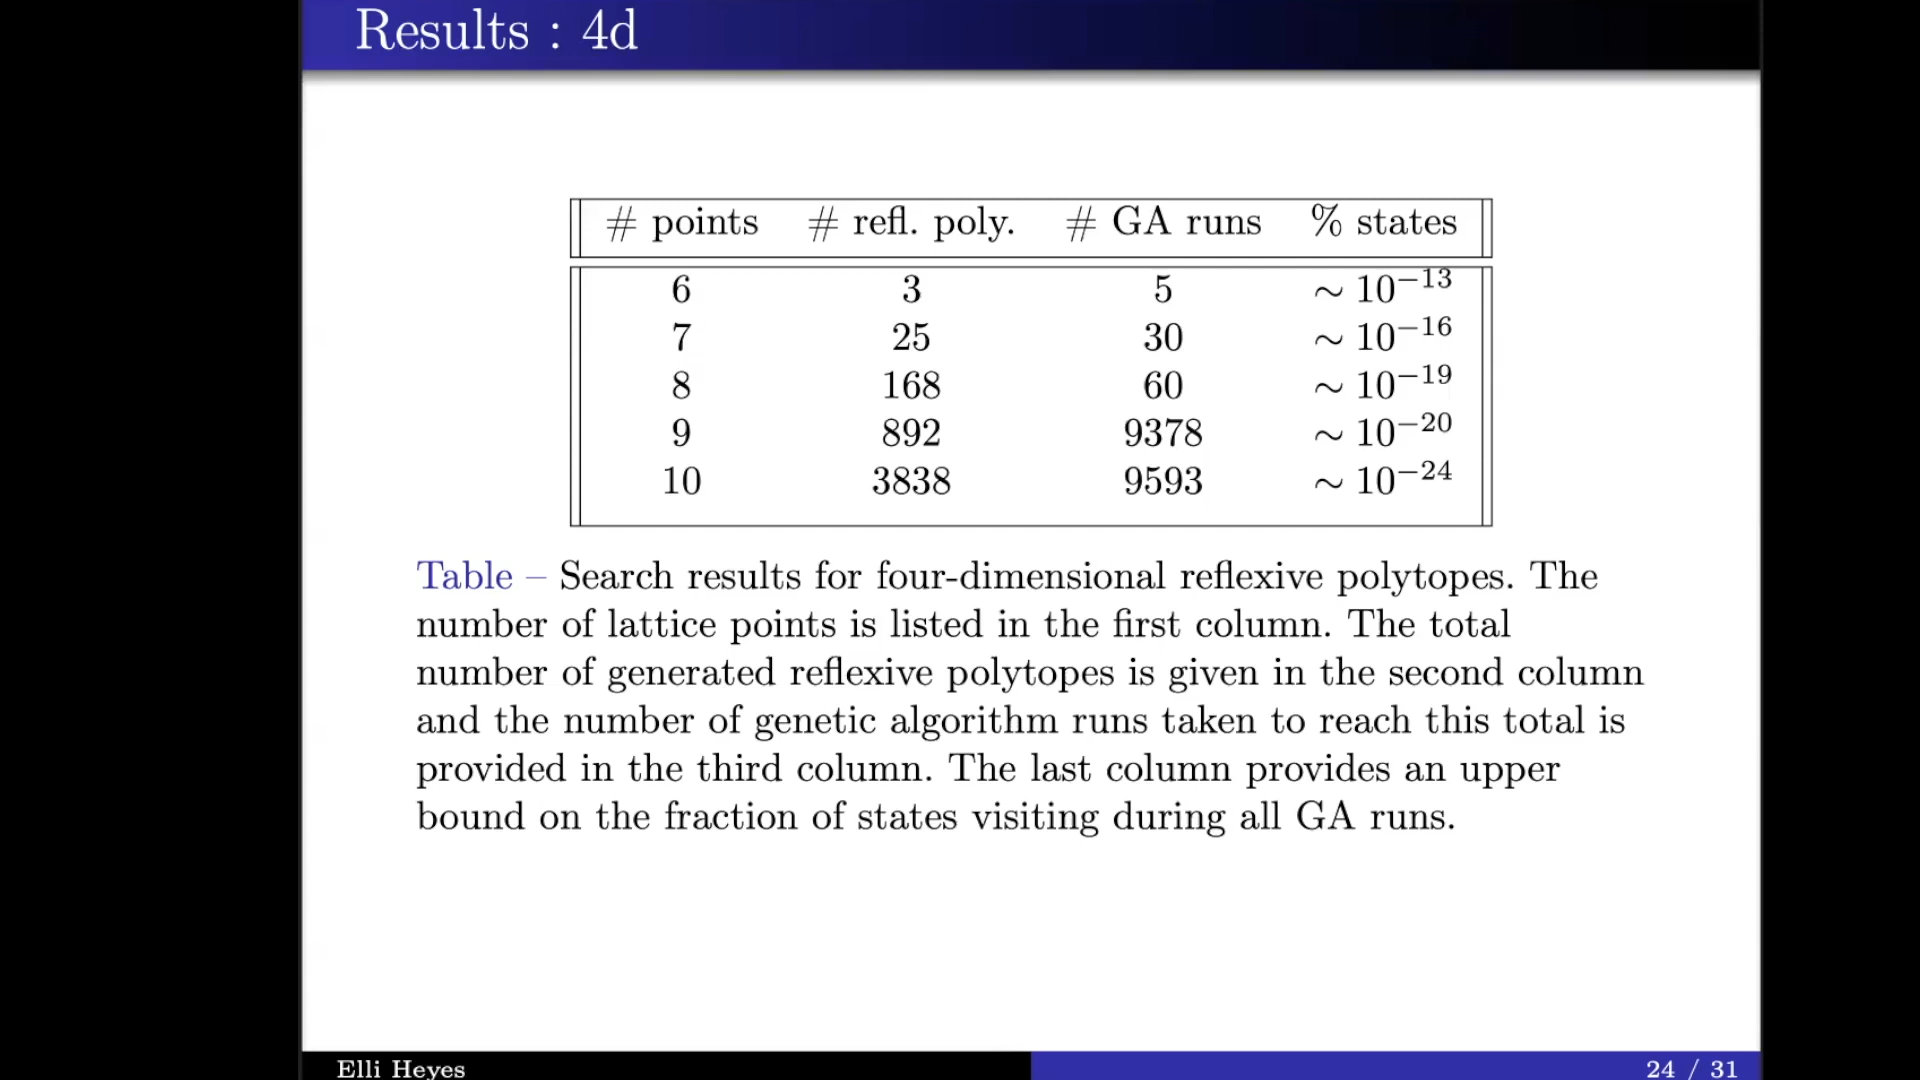 Results : 4d
# points # refl. poly. # GA runs % states
6 3 5 ∼ 10⁻¹³
7 25 30 ∼ 10⁻¹⁶
8 168 60 ∼ 10⁻¹⁹
9 892 9378 ∼ 10⁻²⁰
10 3838 9593 ∼ 10⁻²⁴
Table – Search results for four-dimensional reflexive polytopes. The
number of lattice points is listed in the first column. The total
number of generated reflexive polytopes is given in the second column
and the number of genetic algorithm runs taken to reach this total is
provided in the third column. The last column provides an upper
bound on the fraction of states visiting during all GA runs.
Elli Heyes
24 / 31